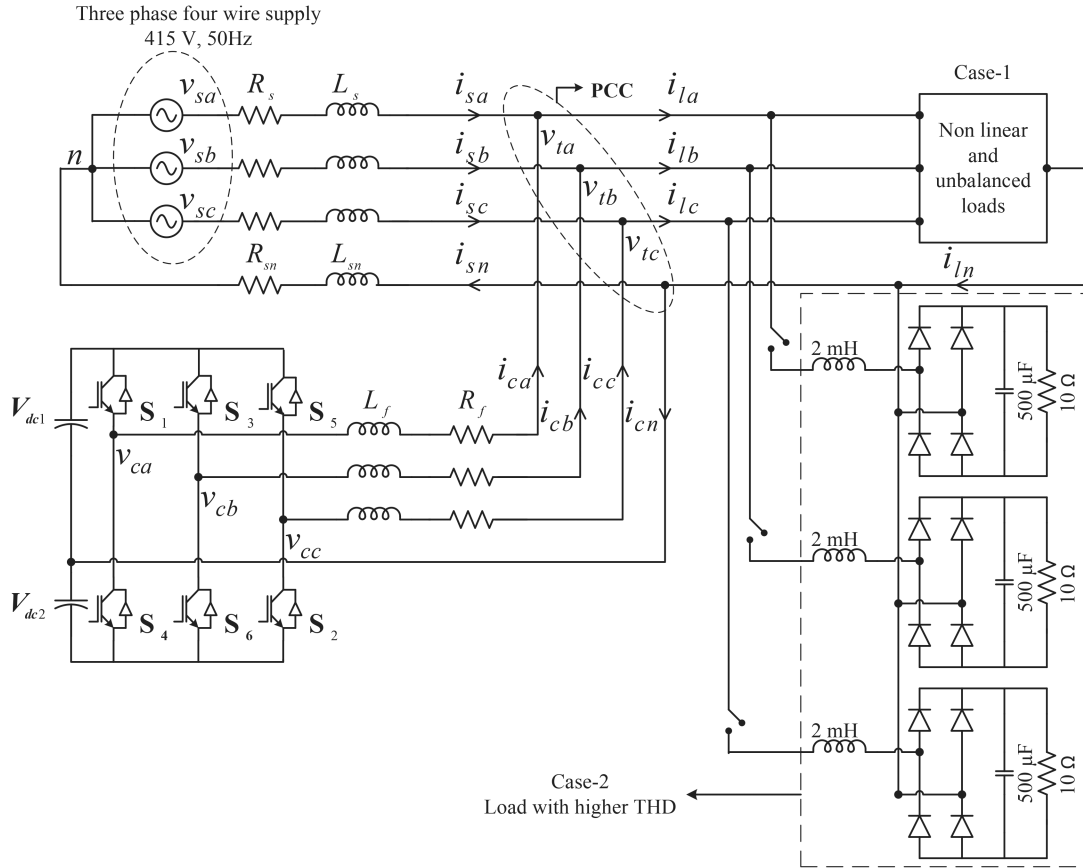 Three phase four wire supply
415 V, 50Hz
v_sa
R_s
L_s
i_sa
PCC
i_la
Case-1
Non linear
and
unbalanced
loads
n
v_sb
i_sb
v_ta
i_lb
v_sc
i_sc
v_tb
i_lc
v_tc
R_sn
L_sn
i_sn
i_ln
V_dc1
S_1
S_3
S_5
v_ca
v_cb
v_cc
L_f
R_f
i_ca
i_cb
i_cc
i_cn
V_dc2
S_4
S_6
S_2
2 mH
500 µF
10 Ω
2 mH
500 µF
10 Ω
2 mH
500 µF
10 Ω
Case-2
Load with higher THD